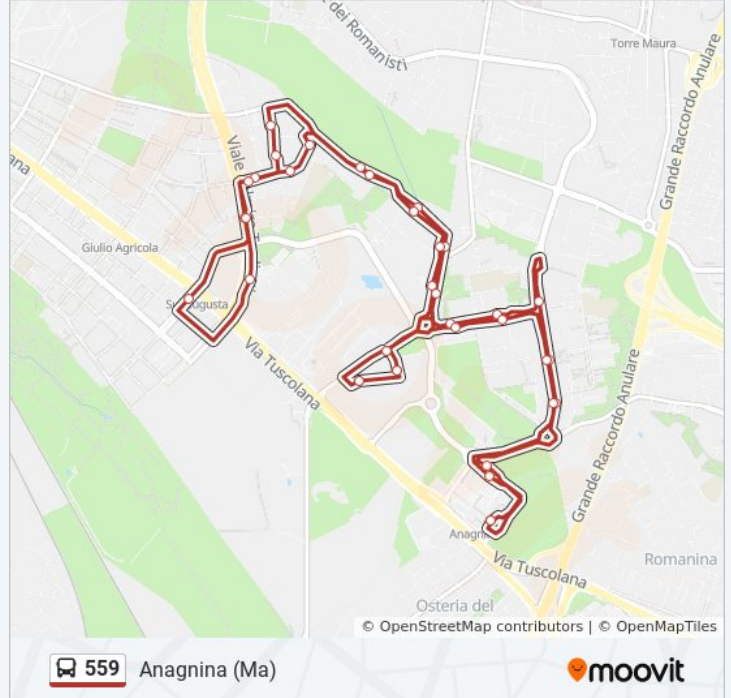 dei Romanisti
Torre Maura
Grande Raccordo Anulare
Viale
Giulio Agricola
Via Tuscolana
Grande Raccordo Anulare
Via Tuscolana
Romanina
Osteria del
© OpenStreetMap contributors | © OpenMapTiles
559 Anagnina (Ma)
moovit